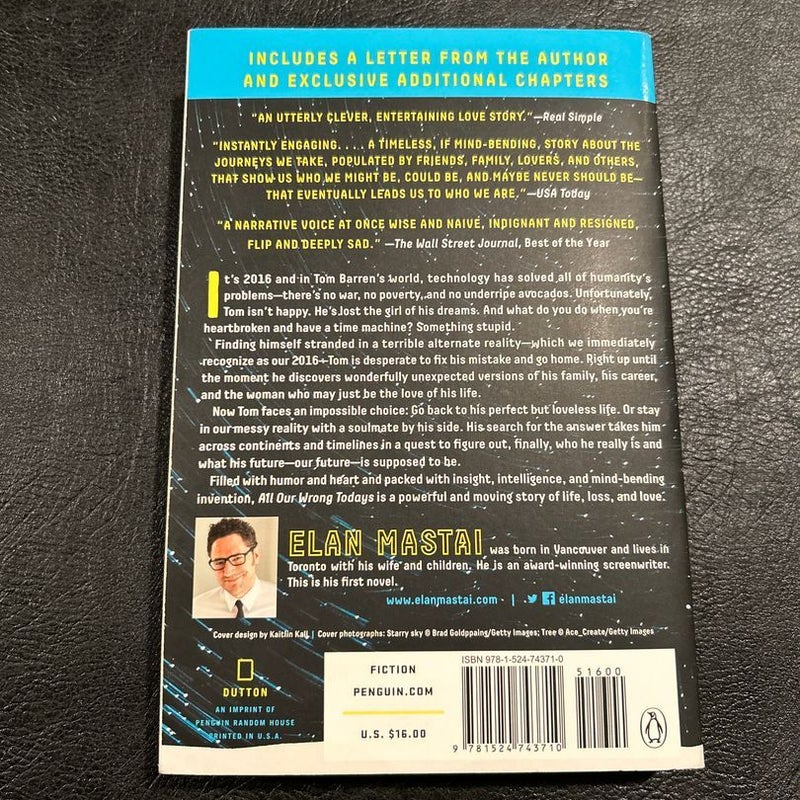 INCLUDES A LETTER FROM THE AUTHOR
AND EXCLUSIVE ADDITIONAL CHAPTERS
"AN UTTERLY CLEVER, ENTERTAINING LOVE STORY."—Real Simple
"INSTANTLY ENGAGING. . . . A TIMELESS, IF MIND-BENDING, STORY ABOUT THE
JOURNEYS WE TAKE, POPULATED BY FRIENDS, FAMILY, LOVERS, AND OTHERS,
THAT SHOW US WHO WE MIGHT BE, COULD BE, AND MAYBE NEVER SHOULD BE—
THAT EVENTUALLY LEADS US TO WHO WE ARE."—USA Today
"A NARRATIVE VOICE AT ONCE WISE AND NAIVE, INDIGNANT AND RESIGNED,
FLIP AND DEEPLY SAD." —The Wall Street Journal, Best of the Year
It's 2016 and in Tom Barren's world, technology has solved all of humanity's
problems—there's no war, no poverty, and no underripe avocados. Unfortunately,
Tom isn't happy. He's lost the girl of his dreams. And what do you do when you're
heartbroken and have a time machine? Something stupid.
Finding himself stranded in a terrible alternate reality—which we immediately
recognize as our 2016—Tom is desperate to fix his mistake and go home. Right up until
the moment he discovers wonderfully unexpected versions of his family, his career,
and the woman who may just be the love of his life.
Now Tom faces an impossible choice: Go back to his perfect but loveless life. Or stay
in our messy reality with a soulmate by his side. His search for the answer takes him
across continents and timelines in a quest to figure out, finally, who he really is and
what his future—our future—is supposed to be.
Filled with humor and heart and packed with insight, intelligence, and mind-bending
invention, All Our Wrong Todays is a powerful and moving story of life, loss, and love.
ELAN MASTAI was born in Vancouver and lives in
Toronto with his wife and children. He is an award-winning screenwriter.
This is his first novel.
www.elanmastai.com | elanmastai
Cover design by Kaitlin Kall | Cover photographs: Starry sky © Brad Goldppaing/Getty Images; Tree © Ace_Create/Getty Images
DUTTON
AN IMPRINT OF
PENGUIN RANDOM HOUSE
PRINTED IN U.S.A.
FICTION
PENGUIN.COM
U.S. $16.00
ISBN 978-1-524-74371-0
51600
9 781524 743710